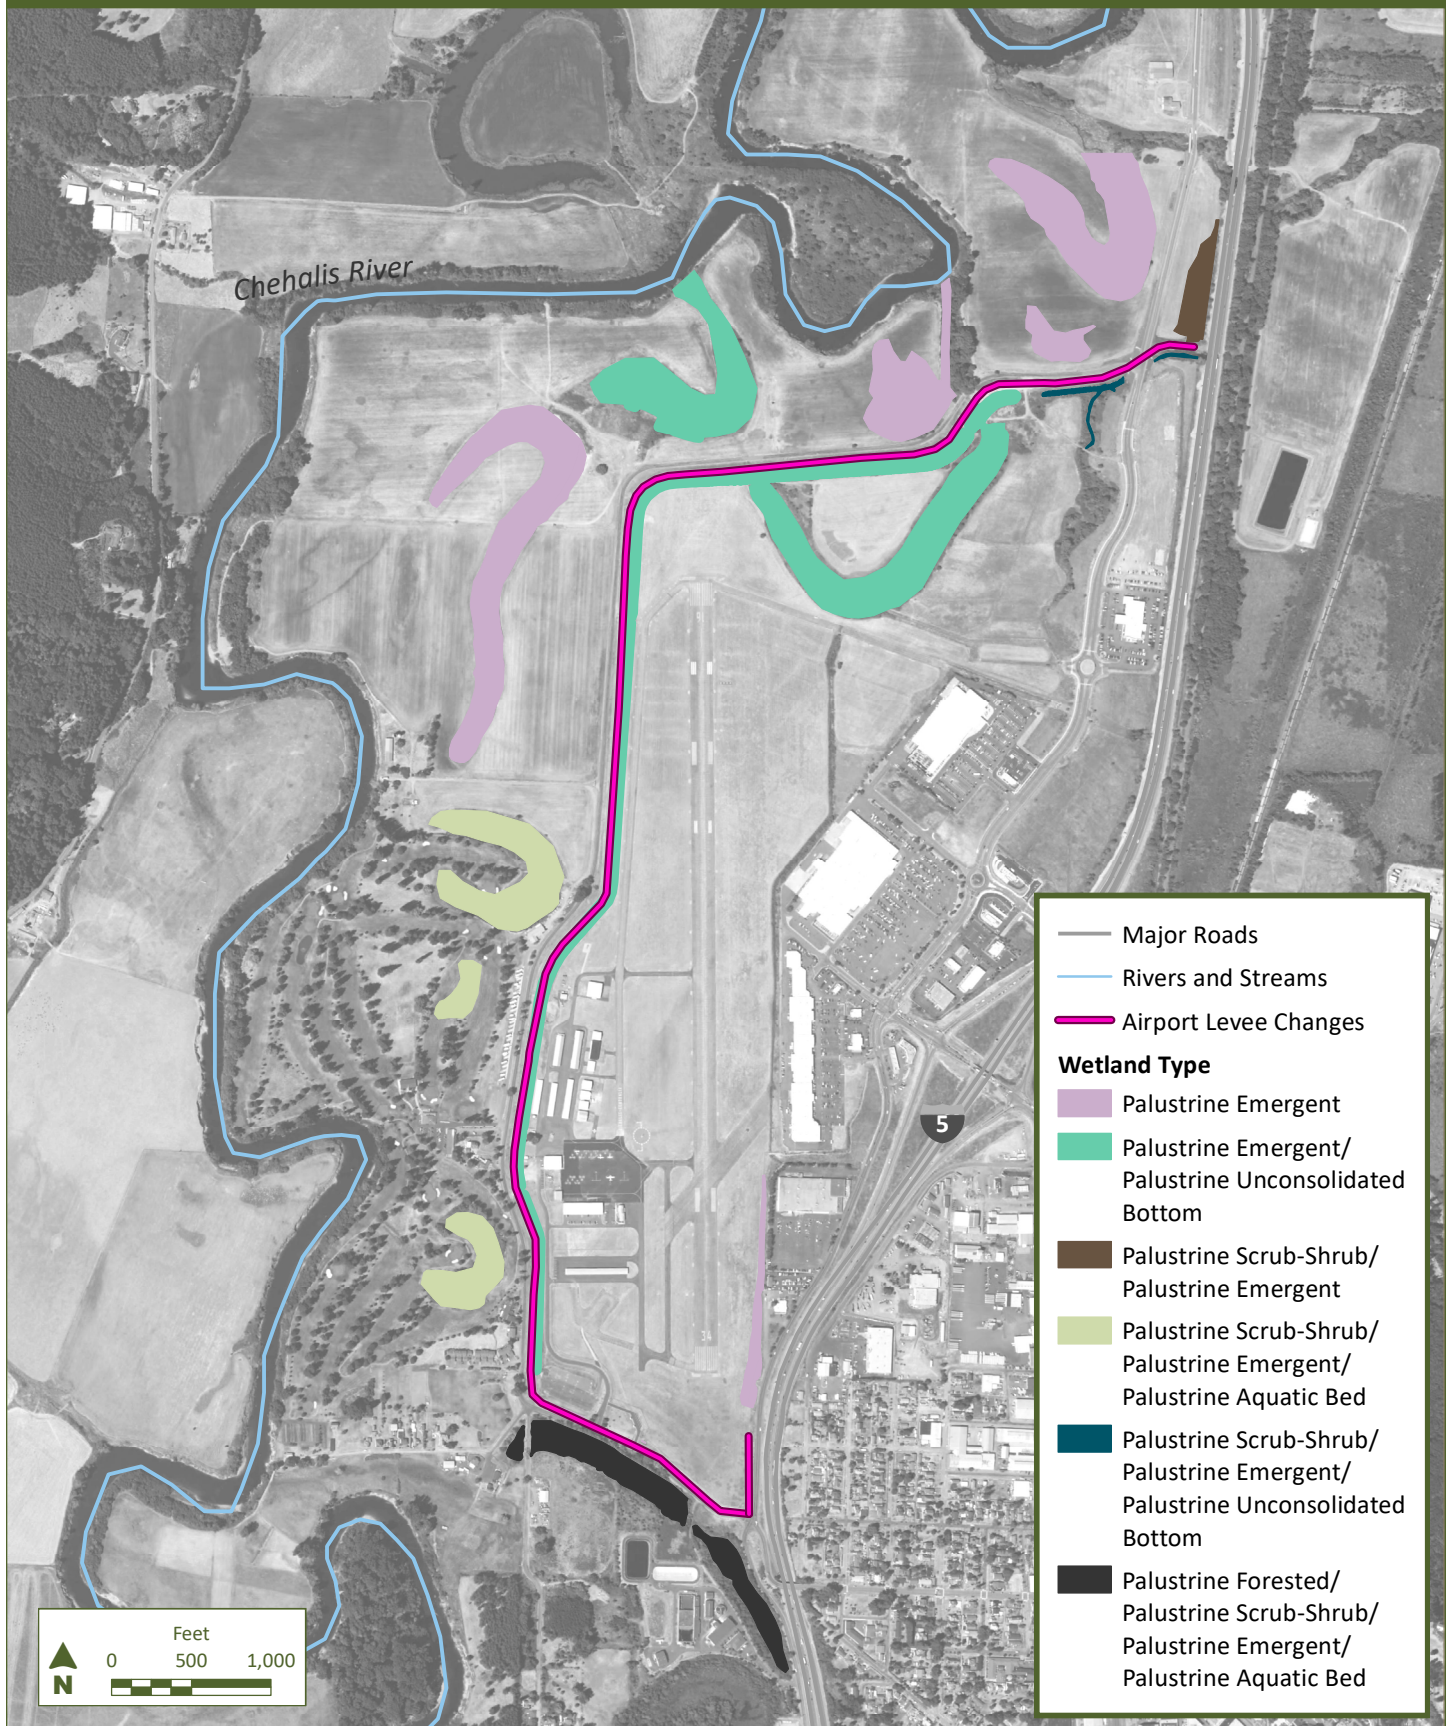 Chehalis River
5
Major Roads
Rivers and Streams
Airport Levee Changes
Wetland Type
Palustrine Emergent
Palustrine Emergent/
Palustrine Unconsolidated
Bottom
Palustrine Scrub-Shrub/
Palustrine Emergent
Palustrine Scrub-Shrub/
Palustrine Emergent/
Palustrine Aquatic Bed
Palustrine Scrub-Shrub/
Palustrine Emergent/
Palustrine Unconsolidated
Bottom
Palustrine Forested/
Palustrine Scrub-Shrub/
Palustrine Emergent/
Palustrine Aquatic Bed
Feet
0 500 1,000
N